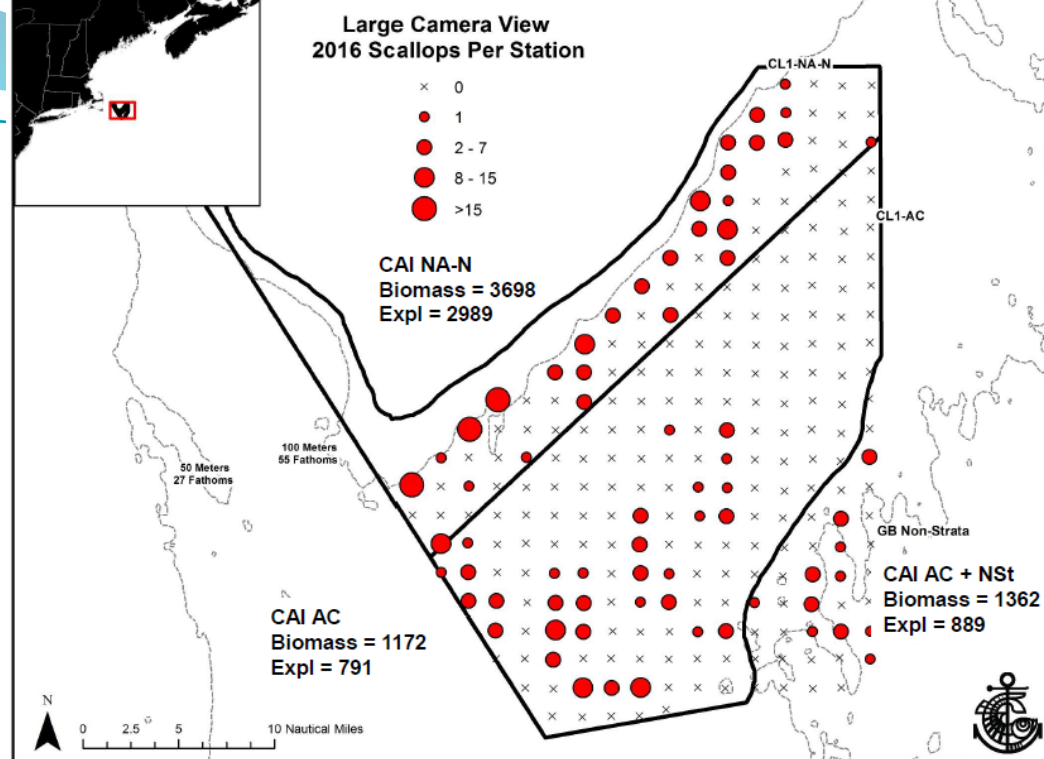 Large Camera View
2016 Scallops Per Station
0
1
2 - 7
8 - 15
>15
CL1-NA-N
CL1-AC
CAI NA-N
Biomass = 3698
Expl = 2989
100 Meters
55 Fathoms
50 Meters
27 Fathoms
GB Non-Strata
CAI AC + NSt
Biomass = 1362
Expl = 889
CAI AC
Biomass = 1172
Expl = 791
N
0 2.5 5 10 Nautical Miles